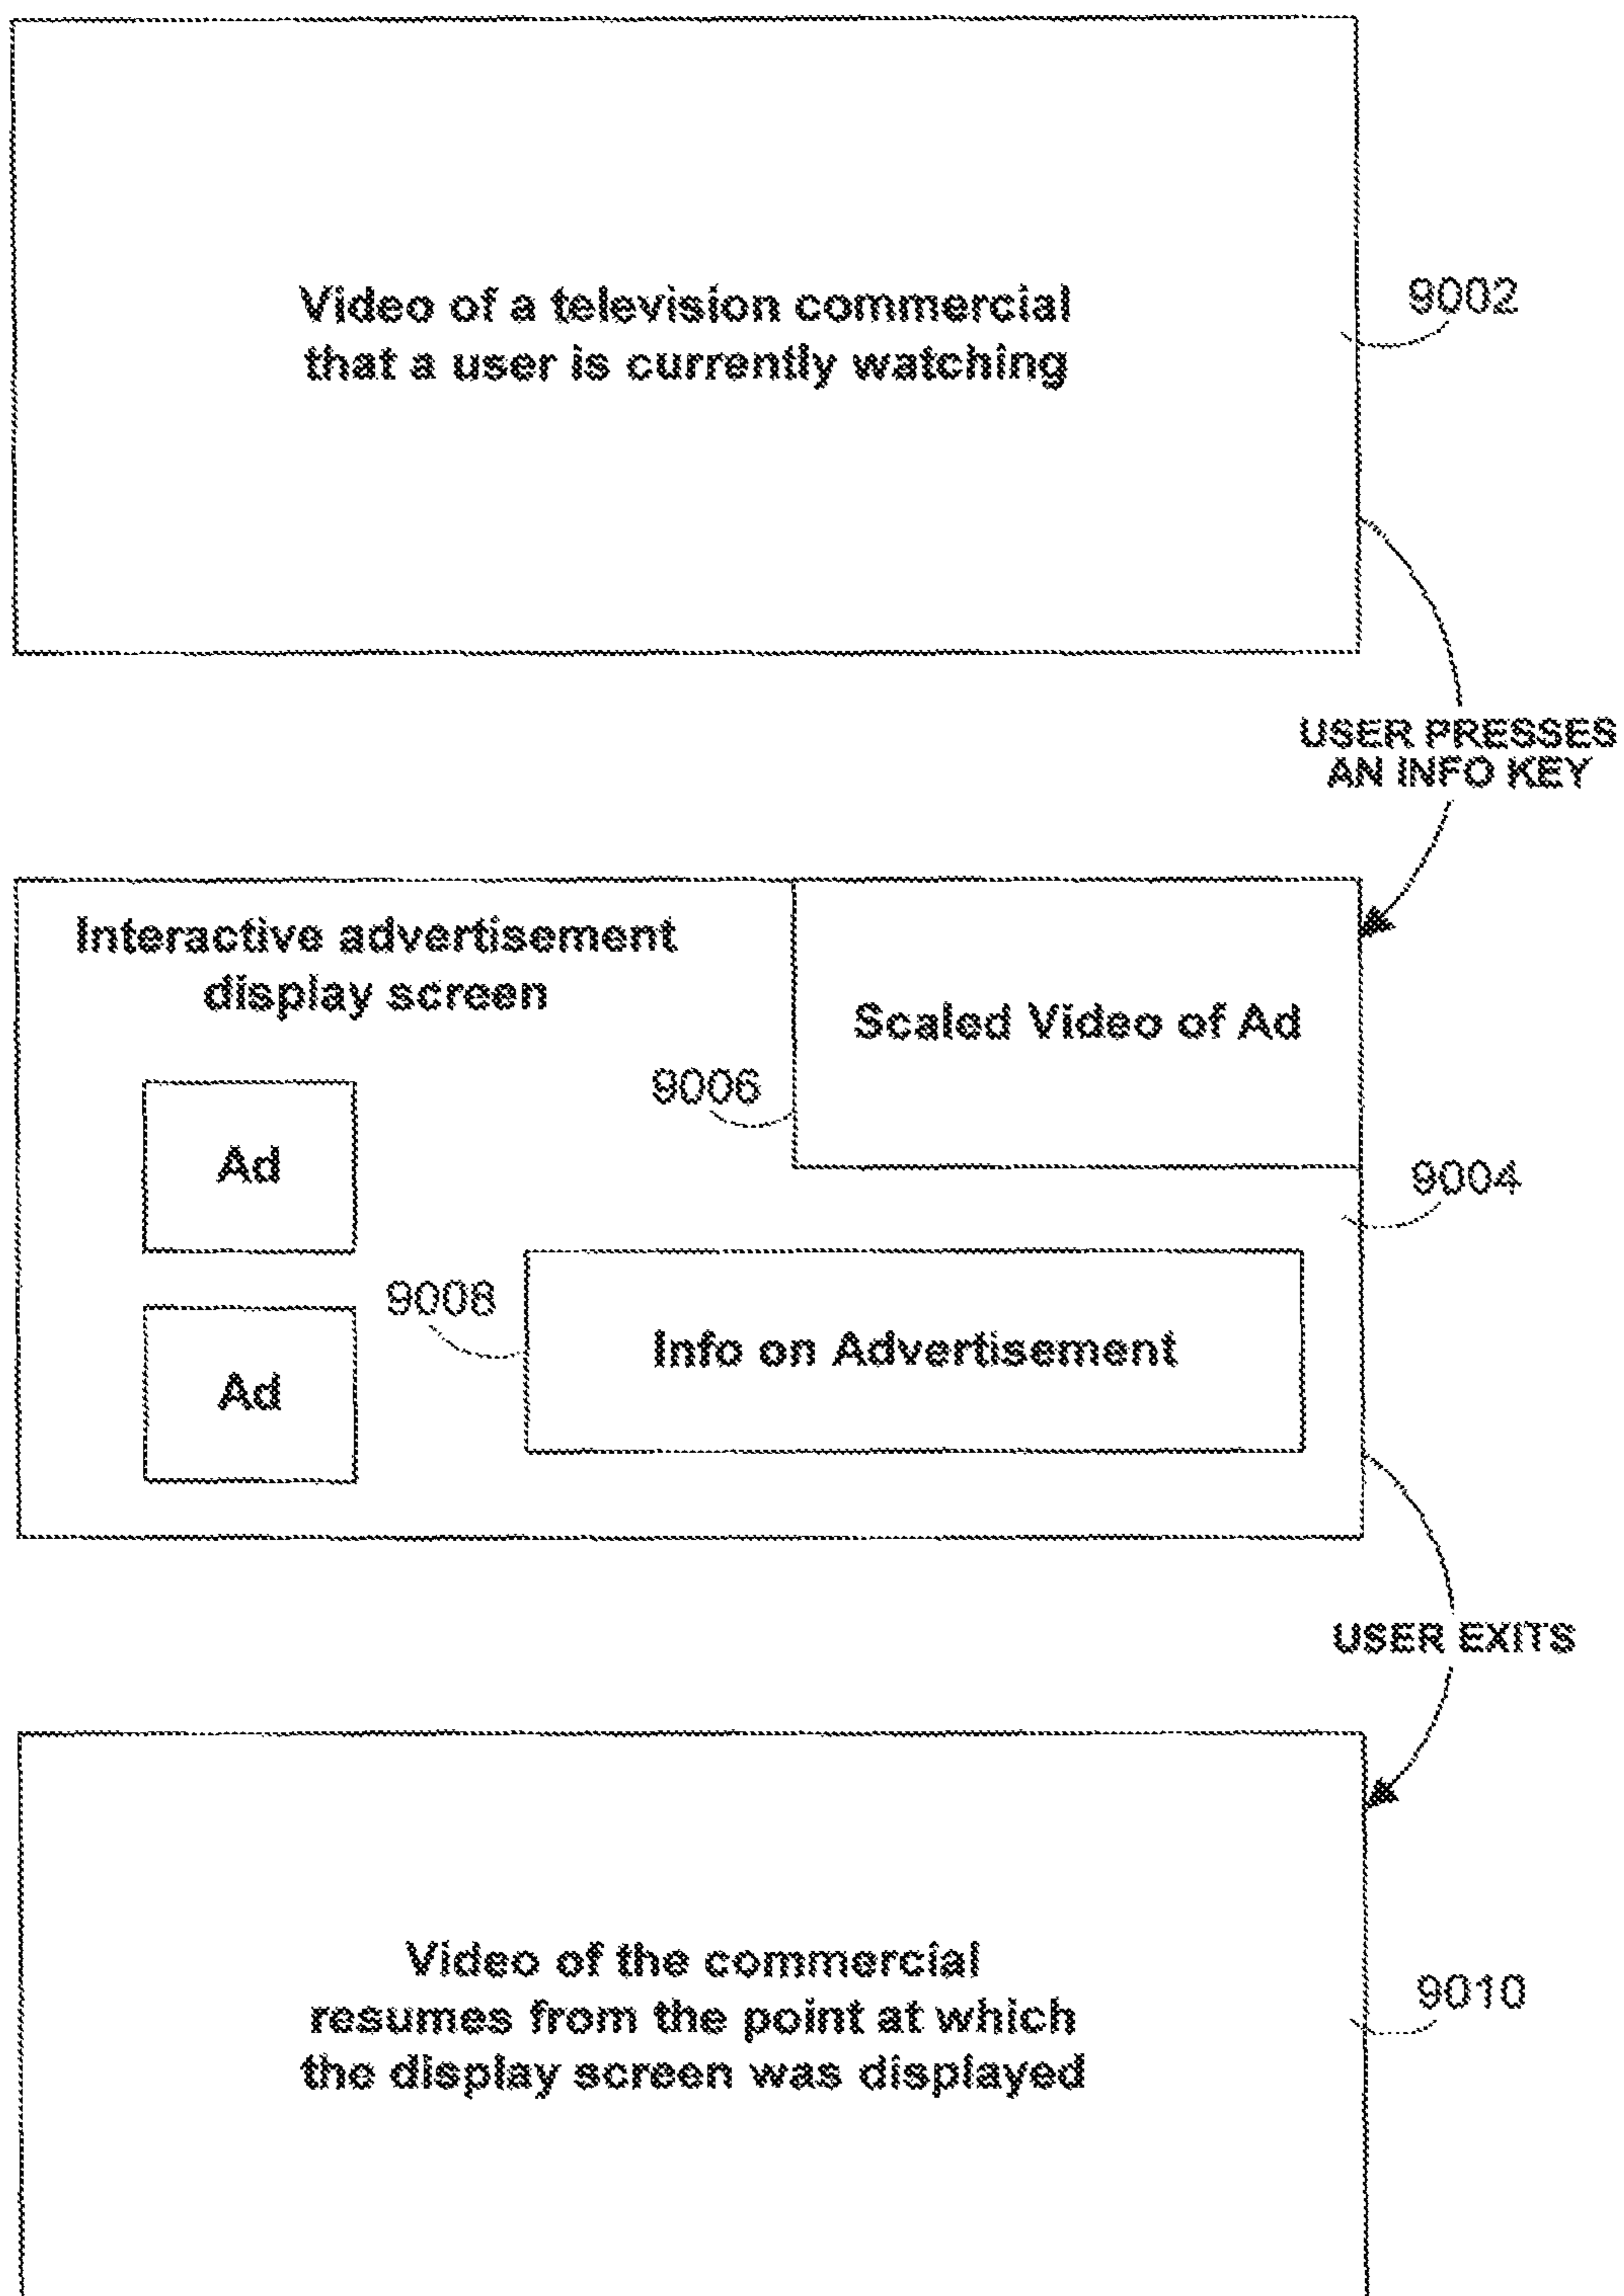 Video of a television commercial
that a user is currently watching
9002
USER PRESSES
AN INFO KEY
Interactive advertisement
display screen
Scaled Video of Ad
9006
Ad
9004
9008
Info on Advertisement
Ad
USER EXITS
Video of the commercial
resumes from the point at which
the display screen was displayed
9010